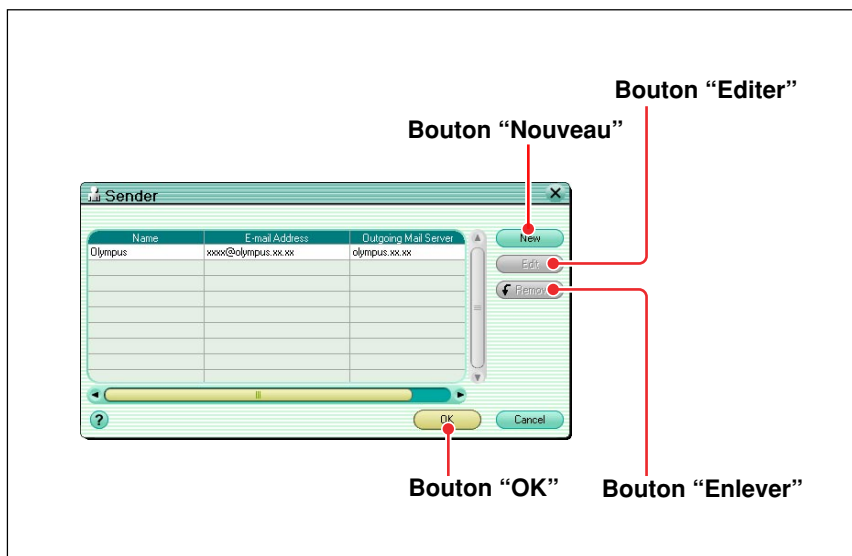 Bouton “Editer”
Bouton “Nouveau”
Sender
Name E-mail Address Outgoing Mail Server
Olympus xxxx@olympus.xx.xx olympus.xx.xx
New
Edit
Remove
?
OK Cancel
Bouton “OK” Bouton “Enlever”